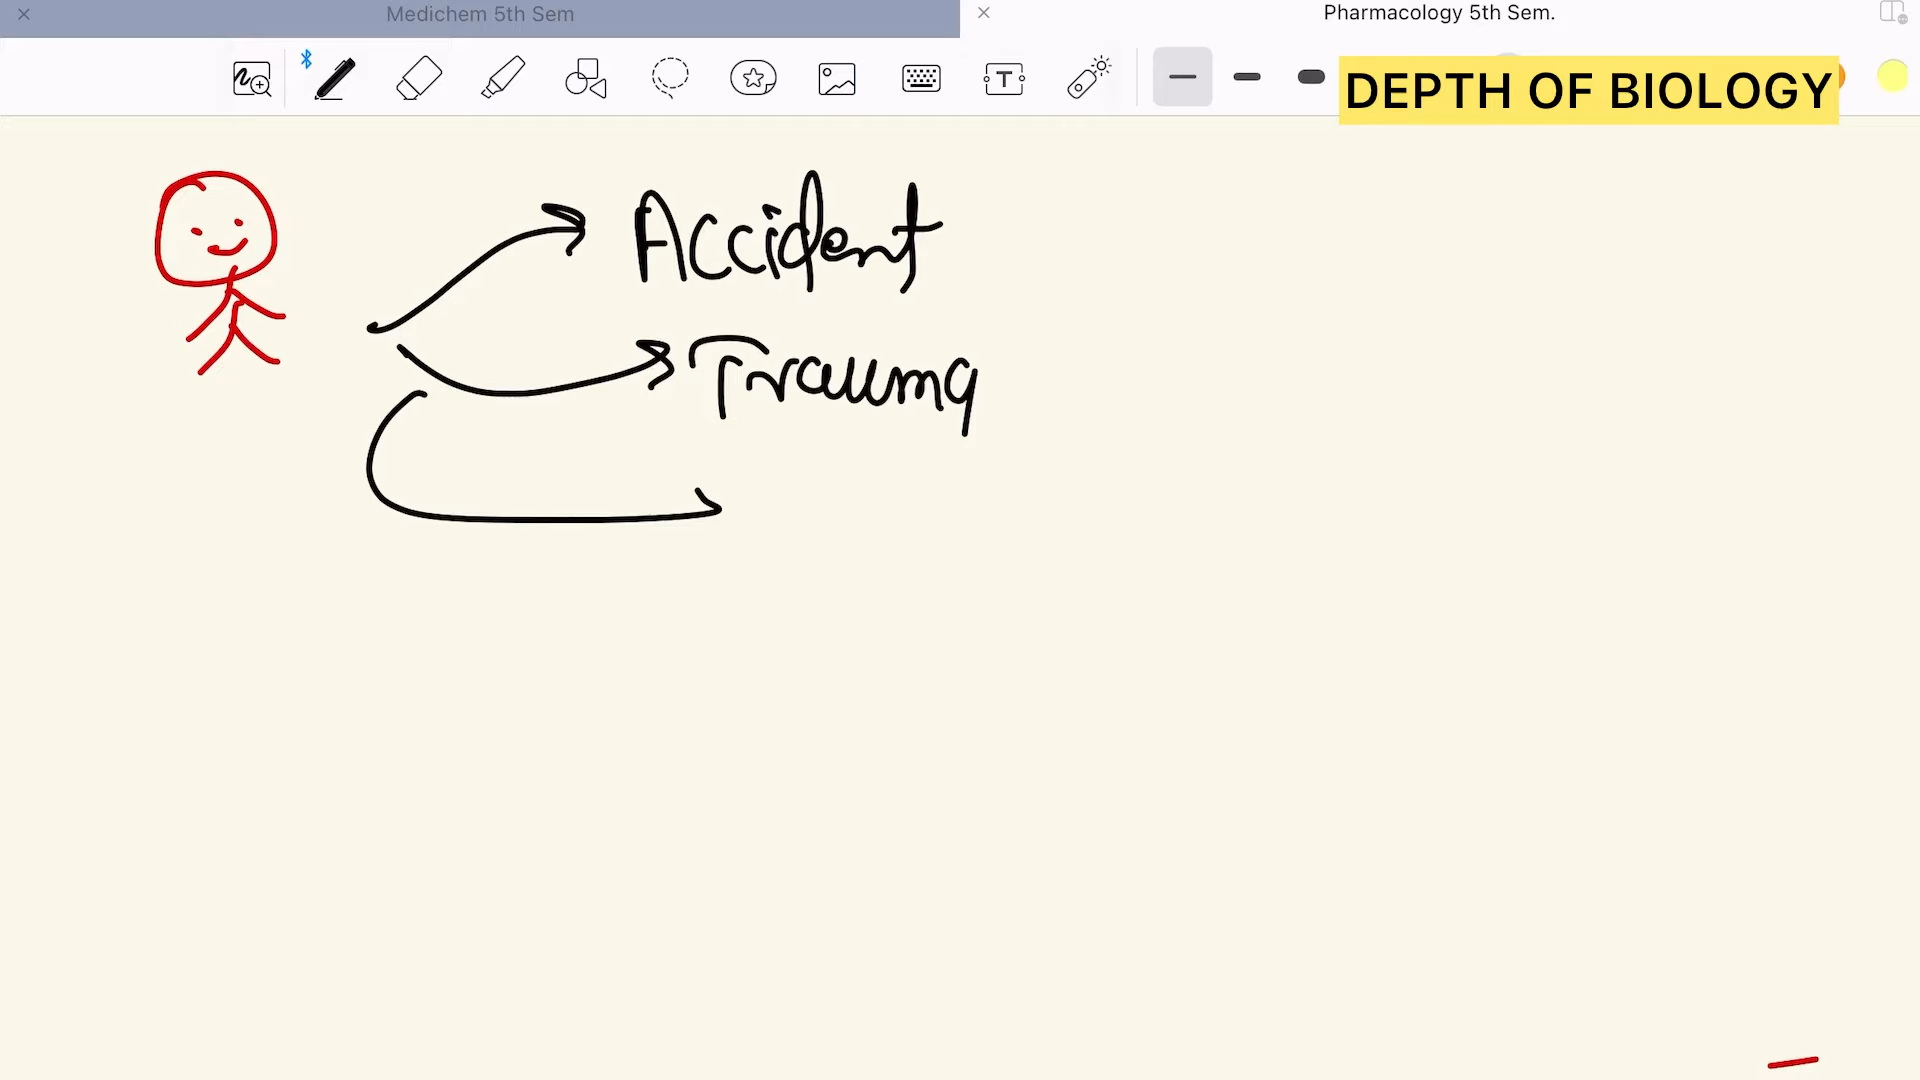 Medichem 5th Sem
Pharmacology 5th Sem.
DEPTH OF BIOLOGY
Accident
Trauma